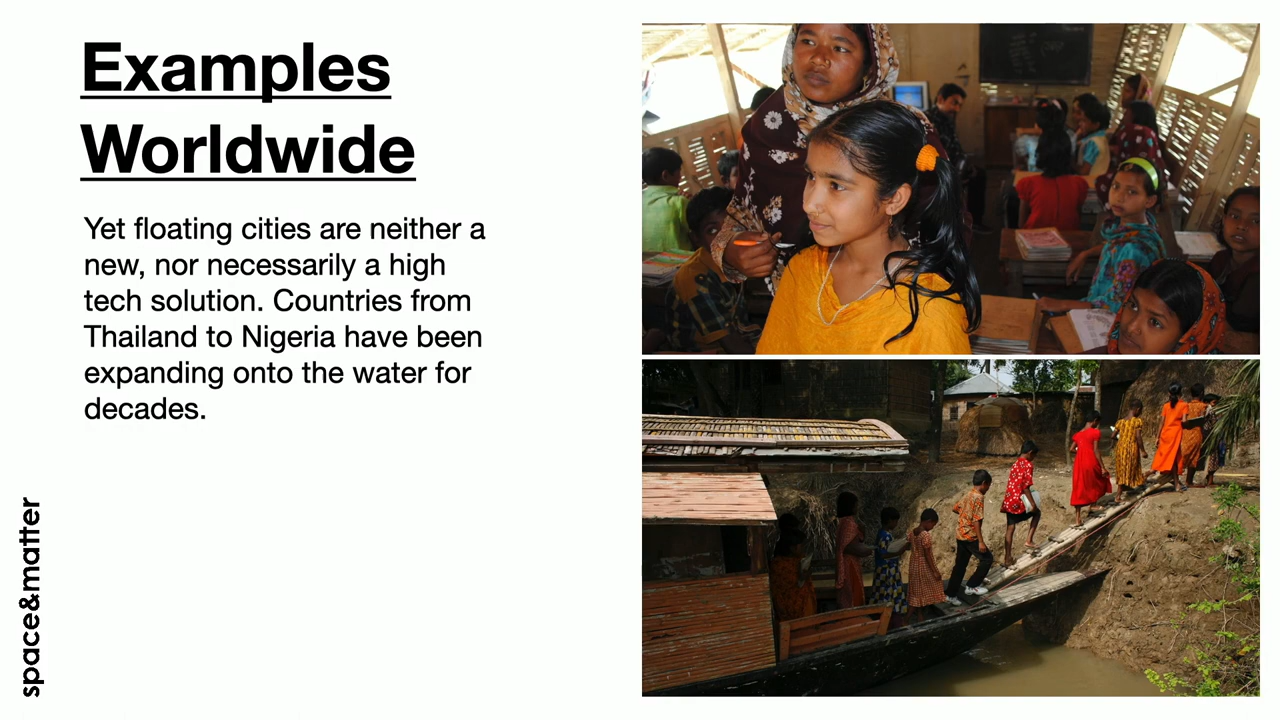 Examples
Worldwide
Yet floating cities are neither a
new, nor necessarily a high
tech solution. Countries from
Thailand to Nigeria have been
expanding onto the water for
decades.
space&matter